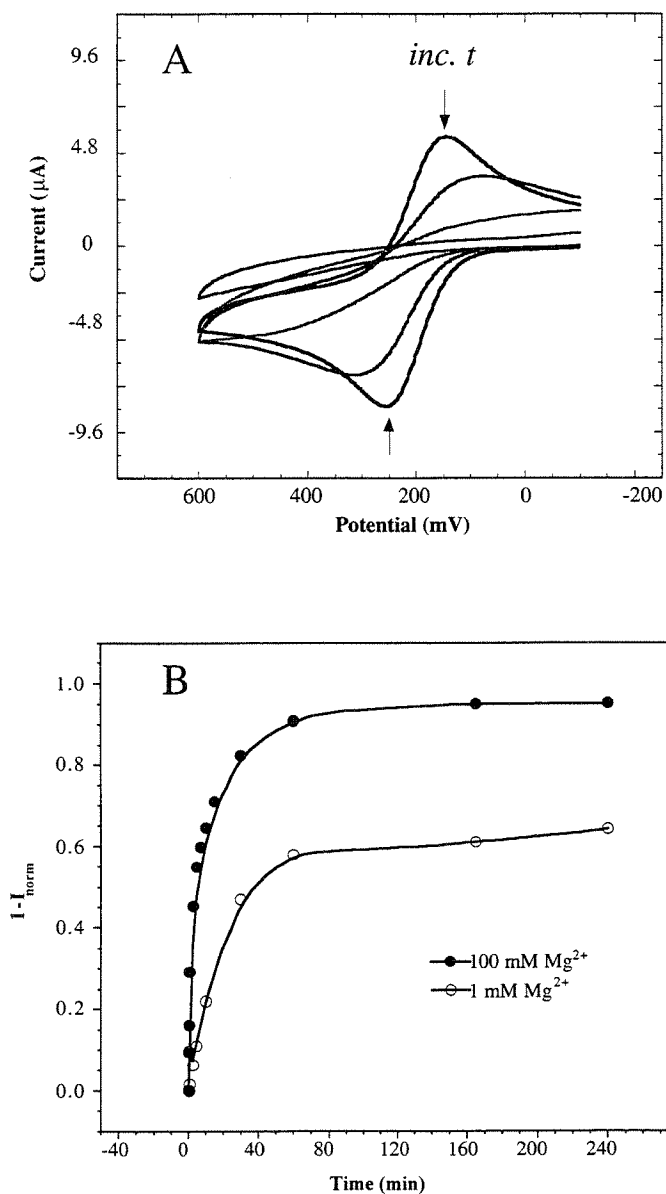 A
inc. t
9.6
4.8
0
-4.8
-9.6
Current (μA)
600
400
200
0
-200
Potential (mV)
B
1.0
0.8
0.6
0.4
0.2
0.0
1-I_norm
100 mM Mg²⁺
1 mM Mg²⁺
-40
0
40
80
120
160
200
240
Time (min)